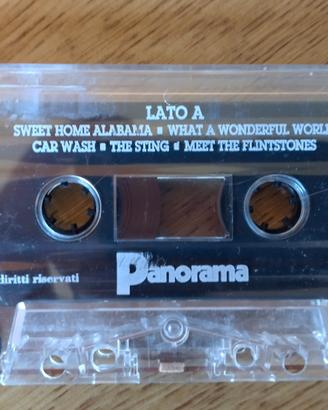 LATO A
SWEET HOME ALABAMA ■ WHAT A WONDERFUL WORL
CAR WASH ■ THE STING ■ MEET THE FLINTSTONES
diritti riservati
Panorama